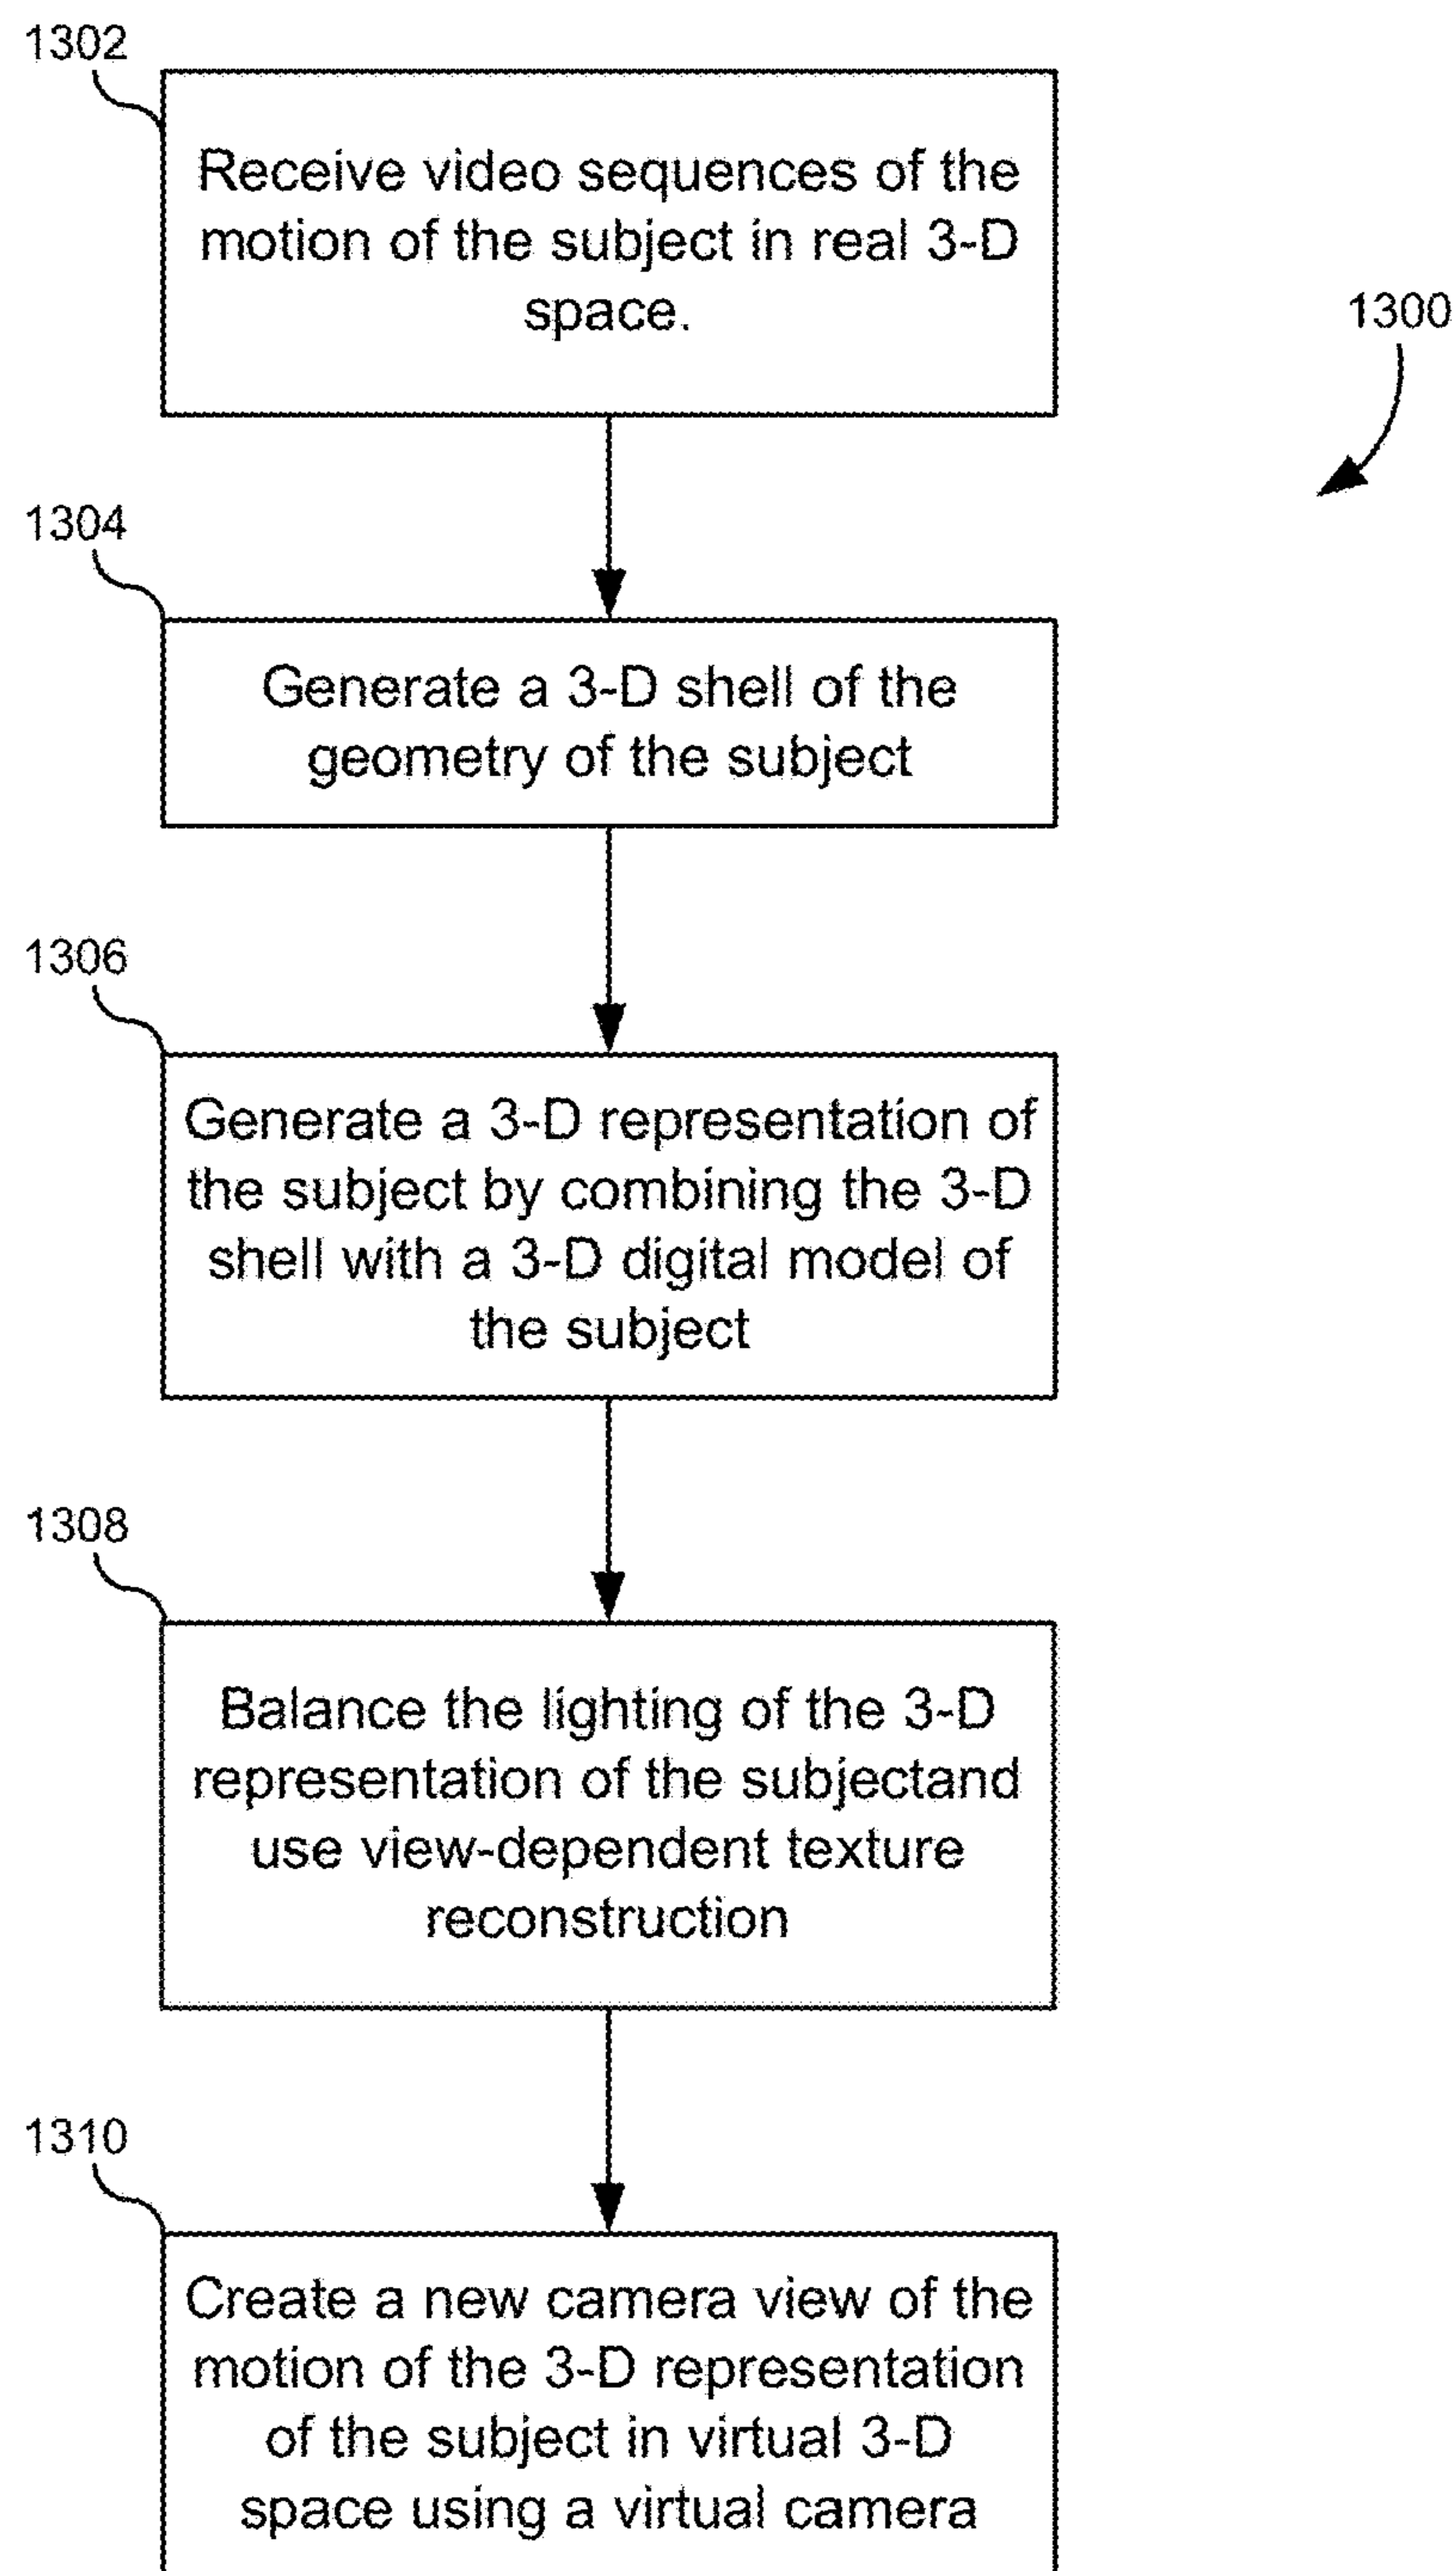 1302
Receive video sequences of the
motion of the subject in real 3-D
space.
1300
1304
Generate a 3-D shell of the
geometry of the subject
1306
Generate a 3-D representation of
the subject by combining the 3-D
shell with a 3-D digital model of
the subject
1308
Balance the lighting of the 3-D
representation of the subjectand
use view-dependent texture
reconstruction
1310
Create a new camera view of the
motion of the 3-D representation
of the subject in virtual 3-D
space using a virtual camera